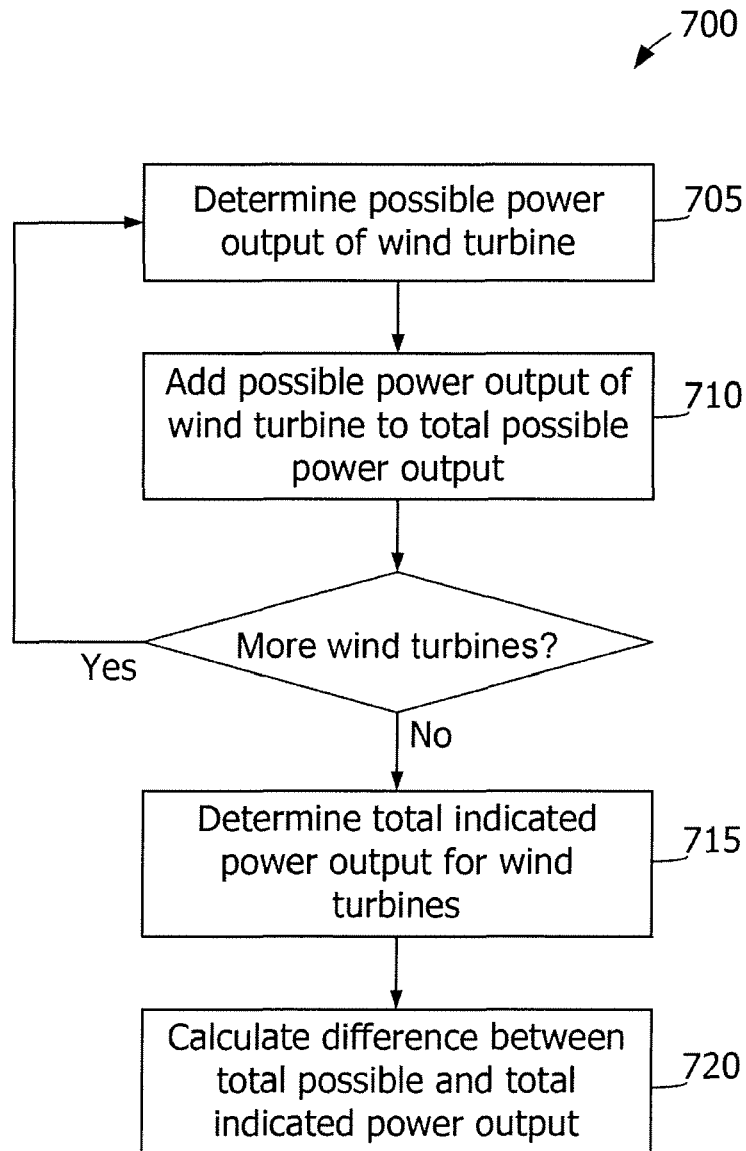 700
Determine possible power
output of wind turbine
705
Add possible power output of
wind turbine to total possible
power output
710
More wind turbines?
Yes
No
Determine total indicated
power output for wind
turbines
715
Calculate difference between
total possible and total
indicated power output
720